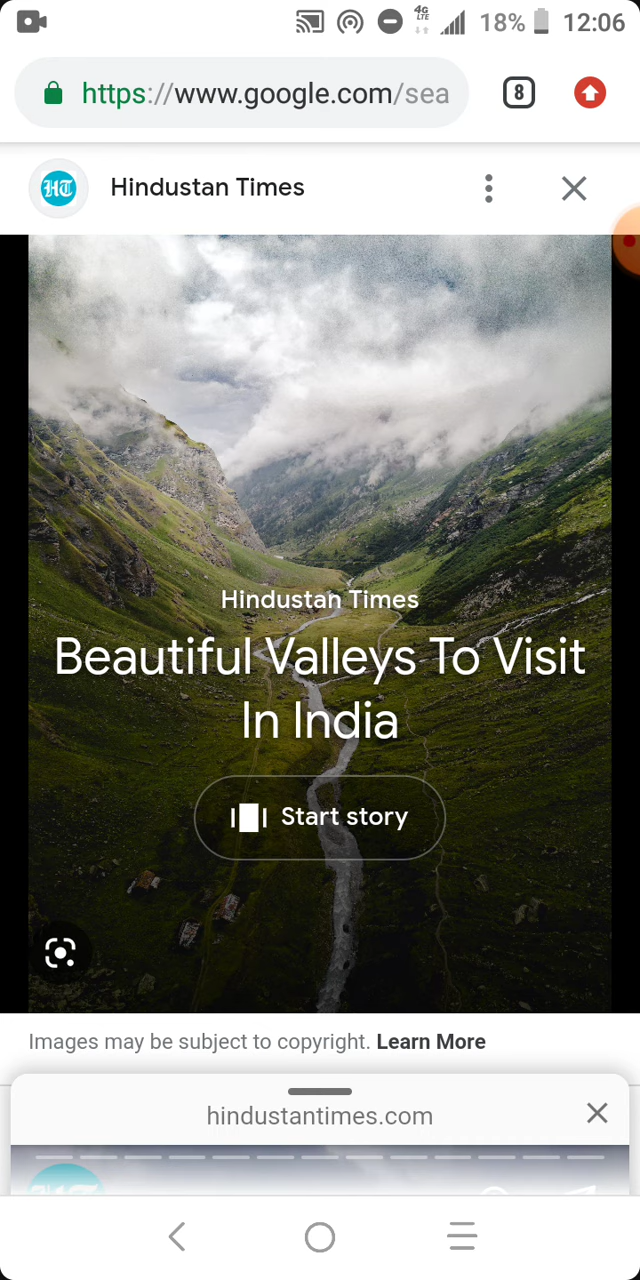 4G
LTE
18%
12:06
https://www.google.com/sea
8
HT
Hindustan Times
Hindustan Times
Beautiful Valleys To Visit
In India
Start story
Images may be subject to copyright. Learn More
hindustantimes.com